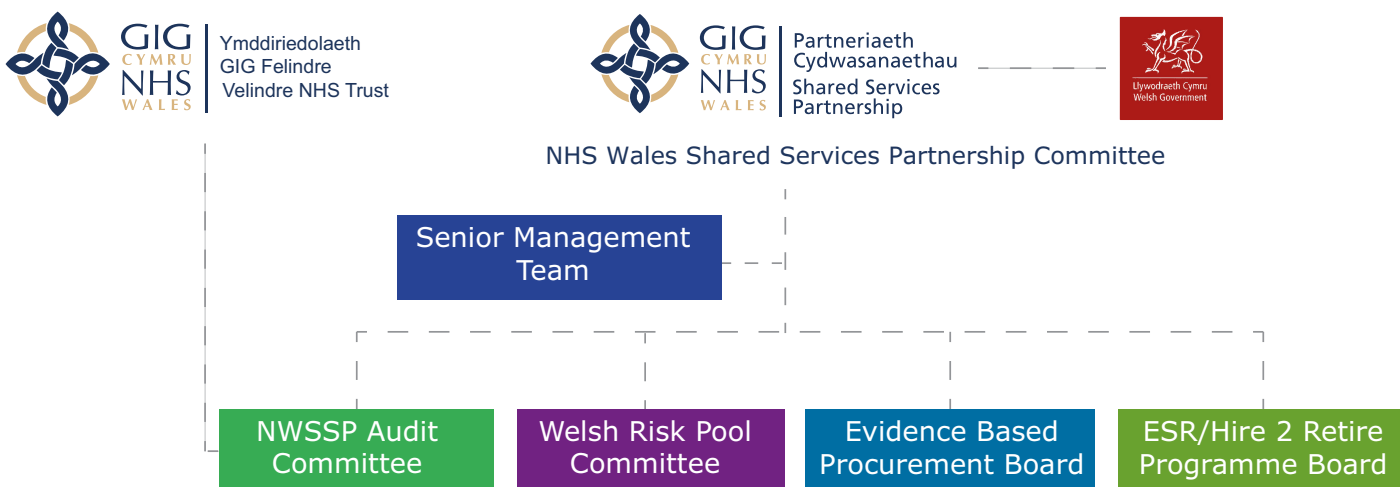 GIG
CYMRU
NHS
WALES
Ymddiriedolaeth
GIG Felindre
Velindre NHS Trust
GIG
CYMRU
NHS
WALES
Partneriaeth
Cydwasanaethau
Shared Services
Partnership
Llywodraeth Cymru
Welsh Government
NHS Wales Shared Services Partnership Committee
Senior Management
Team
NWSSP Audit
Committee
Welsh Risk Pool
Committee
Evidence Based
Procurement Board
ESR/Hire 2 Retire
Programme Board